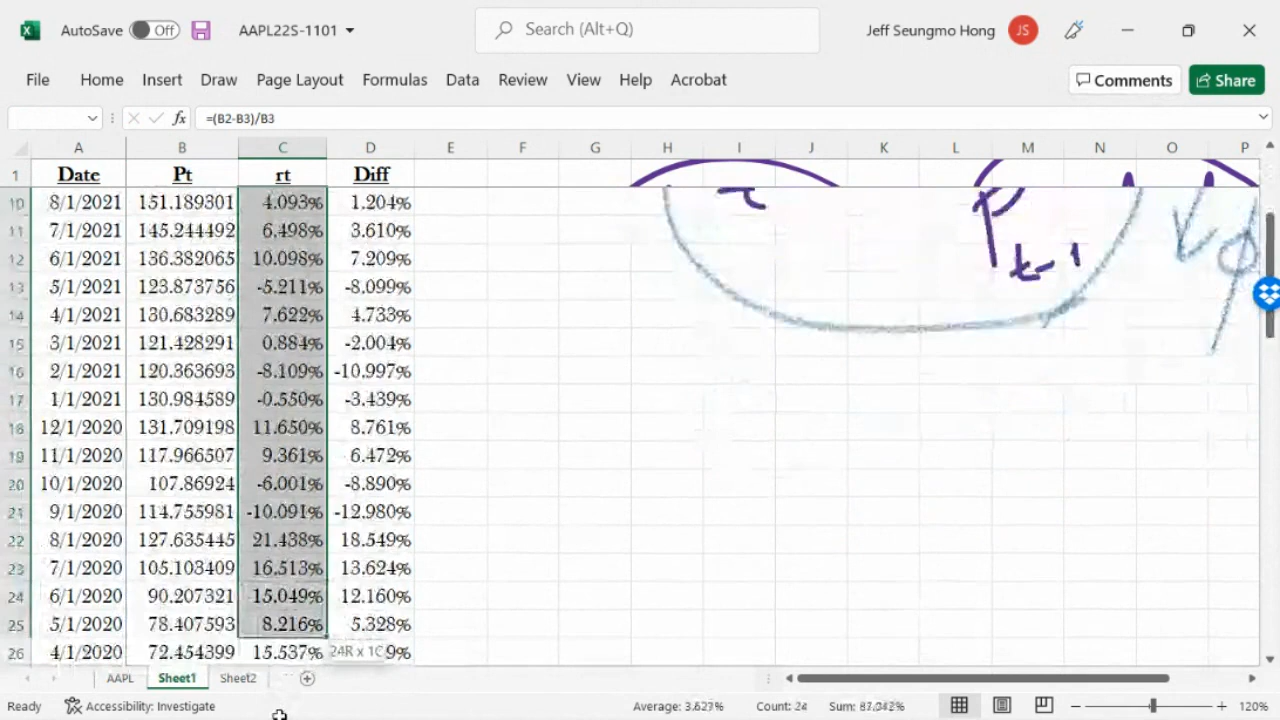 AutoSave Off AAPL22S-1101 Search (Alt+Q) Jeff Seungmo Hong JS
File Home Insert Draw Page Layout Formulas Data Review View Help Acrobat Comments Share
fx =(B2-B3)/B3
A B C D E F G H I J K L M N O P
1 Date Pt rt Diff
10 8/1/2021 151.189301 4.093% 1.204%
11 7/1/2021 145.244492 6.498% 3.610%
12 6/1/2021 136.382065 10.098% 7.209%
13 5/1/2021 123.873756 -5.211% -8.099%
14 4/1/2021 130.683289 7.622% 4.733%
15 3/1/2021 121.428291 0.884% -2.004%
16 2/1/2021 120.363693 -8.109% -10.997%
17 1/1/2021 130.984589 -0.550% -3.439%
18 12/1/2020 131.709198 11.650% 8.761%
19 11/1/2020 117.966507 9.361% 6.472%
20 10/1/2020 107.86924 -6.001% -8.890%
21 9/1/2020 114.755981 -10.091% -12.980%
22 8/1/2020 127.635445 21.438% 18.549%
23 7/1/2020 105.103409 16.513% 13.624%
24 6/1/2020 90.207321 15.049% 12.160%
25 5/1/2020 78.407593 8.216% 5.328%
26 4/1/2020 72.454399 15.537% 24R x 1C 9%
P t-1
AAPL Sheet1 Sheet2
Ready Accessibility: Investigate Average: 3.627% Count: 24 Sum: 120%